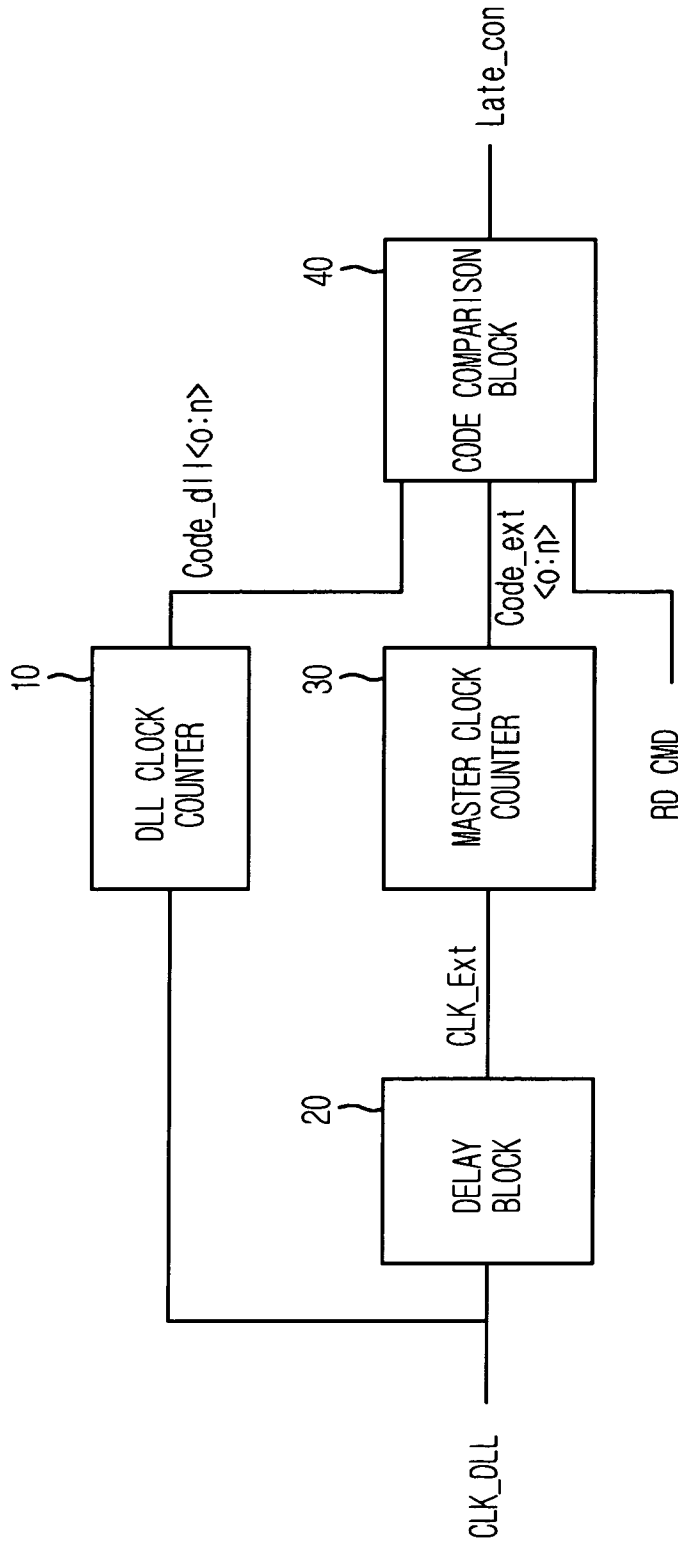 10
DLL CLOCK
COUNTER
Code_dll<o:n>
CLK_DLL
20
DELAY
BLOCK
CLK_Ext
30
MASTER CLOCK
COUNTER
Code_ext
<o:n>
RD CMD
40
CODE COMPARISON
BLOCK
Late_con